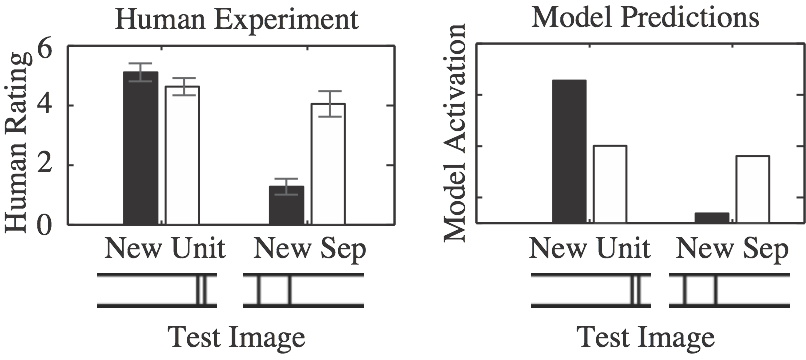 Human Experiment
Human Rating
6
4
2
0
New Unit New Sep
Test Image
Model Predictions
Model Activation
New Unit New Sep
Test Image